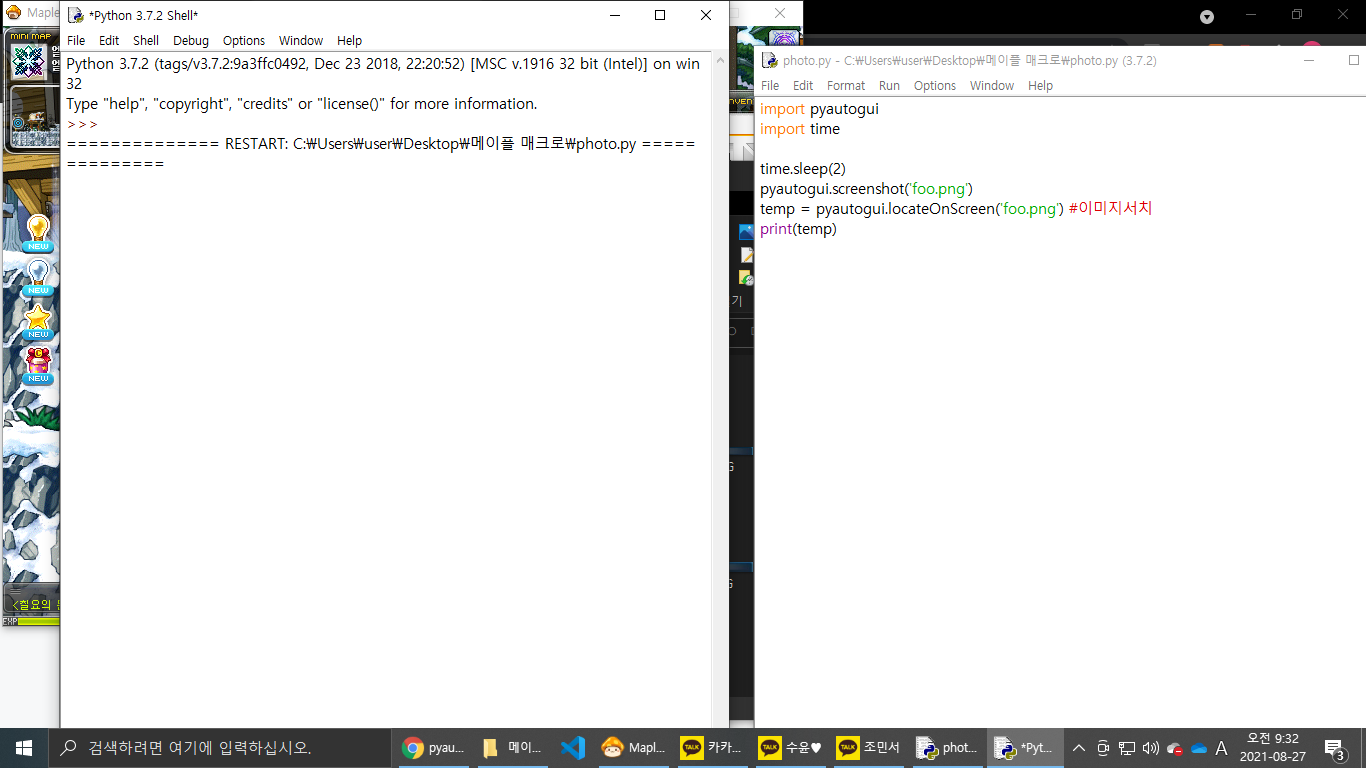 Maple
MINI MAP
*Python 3.7.2 Shell*
File Edit Shell Debug Options Window Help
Python 3.7.2 (tags/v3.7.2:9a3ffc0492, Dec 23 2018, 22:20:52) [MSC v.1916 32 bit (Intel)] on win
32
Type "help", "copyright", "credits" or "license()" for more information.
>>>
============== RESTART: C:₩Users₩user₩Desktop₩메이플 매크로₩photo.py =====
=============
NEW
NEW
NEW
NEW
<칠요의
EXP
INVEN
기
G
G
photo.py - C:₩Users₩user₩Desktop₩메이플 매크로₩photo.py (3.7.2)
File Edit Format Run Options Window Help
import pyautogui
import time
time.sleep(2)
pyautogui.screenshot('foo.png')
temp = pyautogui.locateOnScreen('foo.png') #이미지서치
print(temp)
검색하려면 여기에 입력하십시오.
pyau...
메이...
Mapl...
TALK 카카...
TALK 수윤♥
TALK 조민서
phot...
*Pyt...
A
오전 9:32
2021-08-27
3